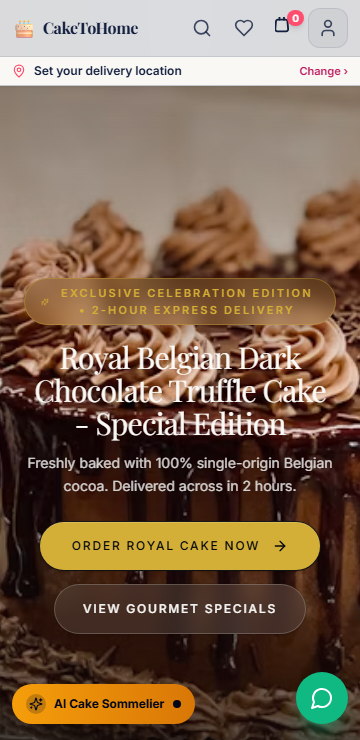 CakeToHome
0
Set your delivery location
Change ›
EXCLUSIVE CELEBRATION EDITION
• 2-HOUR EXPRESS DELIVERY
Royal Belgian Dark
Chocolate Truffle Cake
- Special Edition
Freshly baked with 100% single-origin Belgian
cocoa. Delivered across in 2 hours.
ORDER ROYAL CAKE NOW →
VIEW GOURMET SPECIALS
AI Cake Sommelier